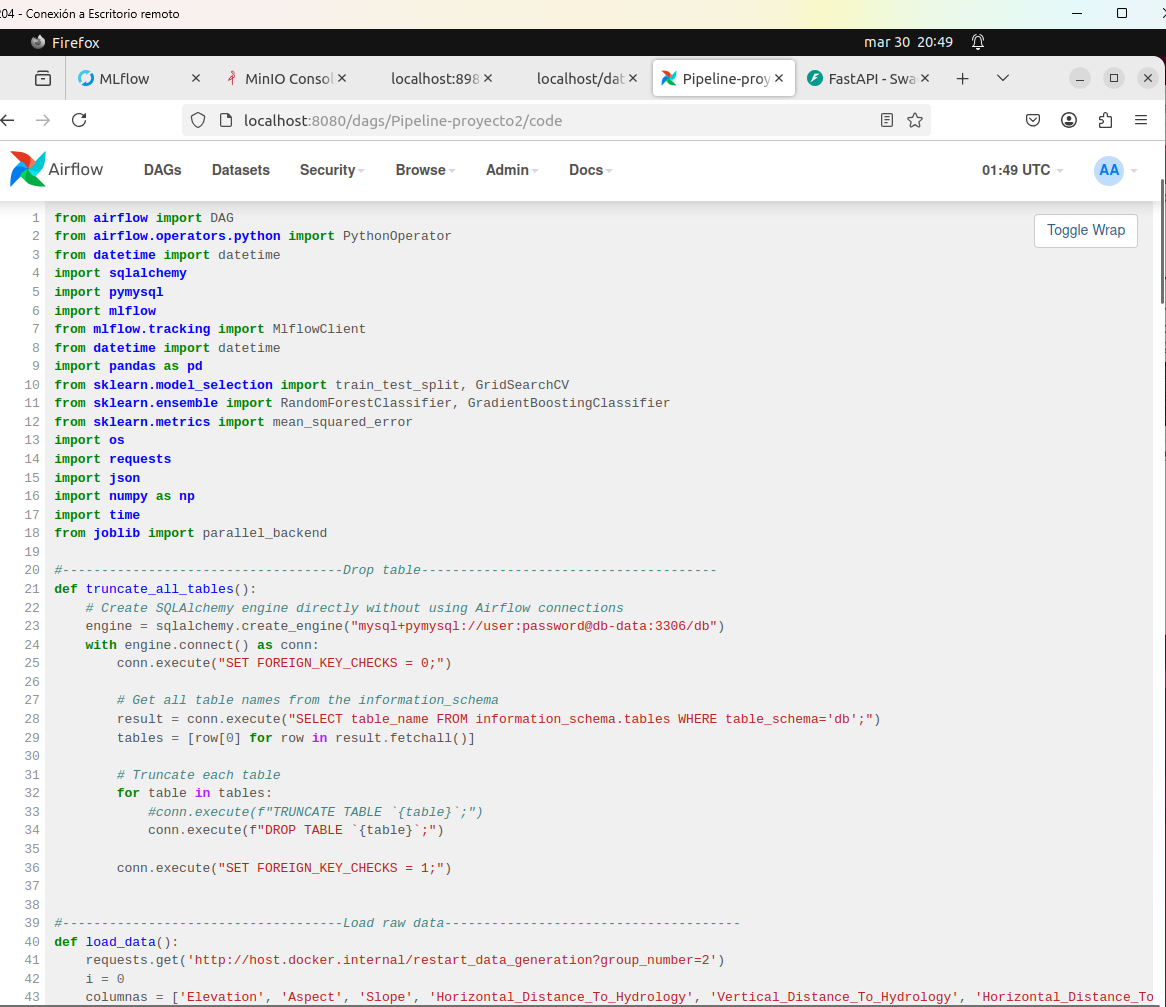 204 - Conexión a Escritorio remoto
Firefox
mar 30 20:49
MLflow
MinIO Consol
localhost:898
localhost/dat
Pipeline-proy
FastAPI - Swa
localhost:8080/dags/Pipeline-proyecto2/code
Airflow DAGs Datasets Security Browse Admin Docs 01:49 UTC AA
Toggle Wrap
1 from airflow import DAG
2 from airflow.operators.python import PythonOperator
3 from datetime import datetime
4 import sqlalchemy
5 import pymysql
6 import mlflow
7 from mlflow.tracking import MlflowClient
8 from datetime import datetime
9 import pandas as pd
10 from sklearn.model_selection import train_test_split, GridSearchCV
11 from sklearn.ensemble import RandomForestClassifier, GradientBoostingClassifier
12 from sklearn.metrics import mean_squared_error
13 import os
14 import requests
15 import json
16 import numpy as np
17 import time
18 from joblib import parallel_backend
19
20 #------------------------------------Drop table--------------------------------------
21 def truncate_all_tables():
22     # Create SQLAlchemy engine directly without using Airflow connections
23     engine = sqlalchemy.create_engine("mysql+pymysql://user:password@db-data:3306/db")
24     with engine.connect() as conn:
25         conn.execute("SET FOREIGN_KEY_CHECKS = 0;")
26
27         # Get all table names from the information_schema
28         result = conn.execute("SELECT table_name FROM information_schema.tables WHERE table_schema='db';")
29         tables = [row[0] for row in result.fetchall()]
30
31         # Truncate each table
32         for table in tables:
33             #conn.execute(f"TRUNCATE TABLE `{table}`;")
34             conn.execute(f"DROP TABLE `{table}`;")
35
36         conn.execute("SET FOREIGN_KEY_CHECKS = 1;")
37
38
39 #------------------------------------Load raw data--------------------------------------
40 def load_data():
41     requests.get('http://host.docker.internal/restart_data_generation?group_number=2')
42     i = 0
43     columnas = ['Elevation', 'Aspect', 'Slope', 'Horizontal_Distance_To_Hydrology', 'Vertical_Distance_To_Hydrology', 'Horizontal_Distance_To